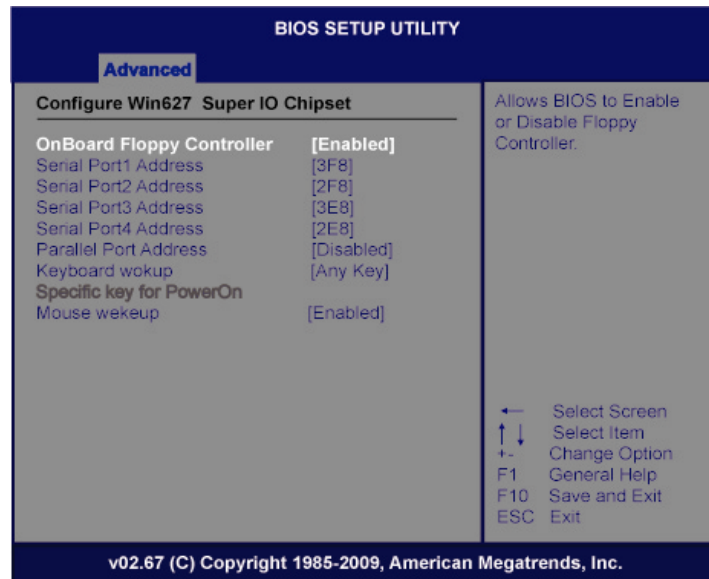 BIOS SETUP UTILITY
Advanced
Configure Win627 Super IO Chipset
OnBoard Floppy Controller [Enabled]
Serial Port1 Address [3F8]
Serial Port2 Address [2F8]
Serial Port3 Address [3E8]
Serial Port4 Address [2E8]
Parallel Port Address [Disabled]
Keyboard wokup [Any Key]
Specific key for PowerOn
Mouse wekeup [Enabled]
Allows BIOS to Enable
or Disable Floppy
Controller.
← Select Screen
↑ ↓ Select Item
+- Change Option
F1 General Help
F10 Save and Exit
ESC Exit
v02.67 (C) Copyright 1985-2009, American Megatrends, Inc.